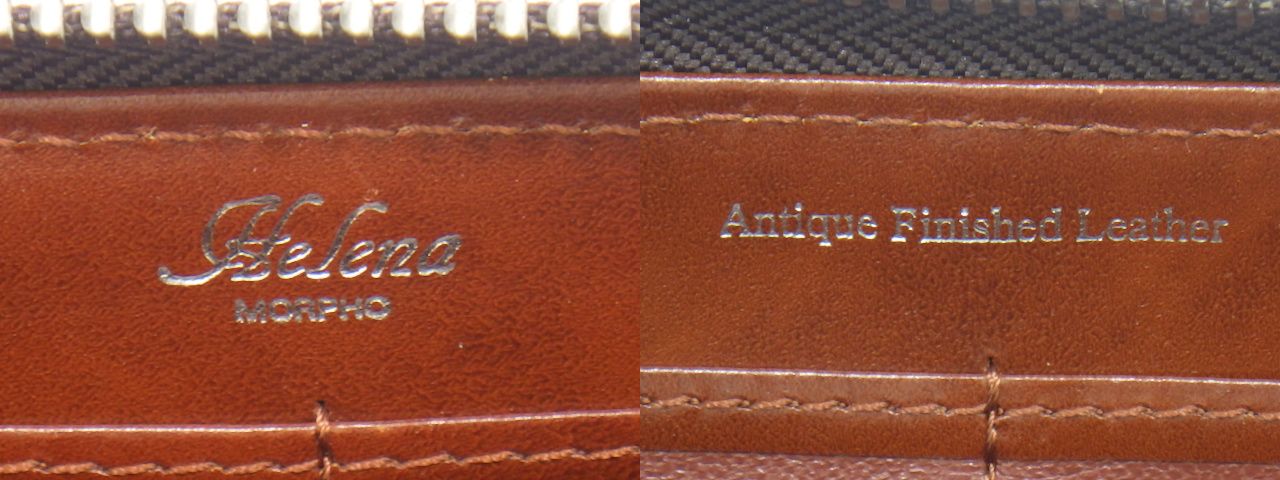 Helena
MORPHO
Antique Finished Leather